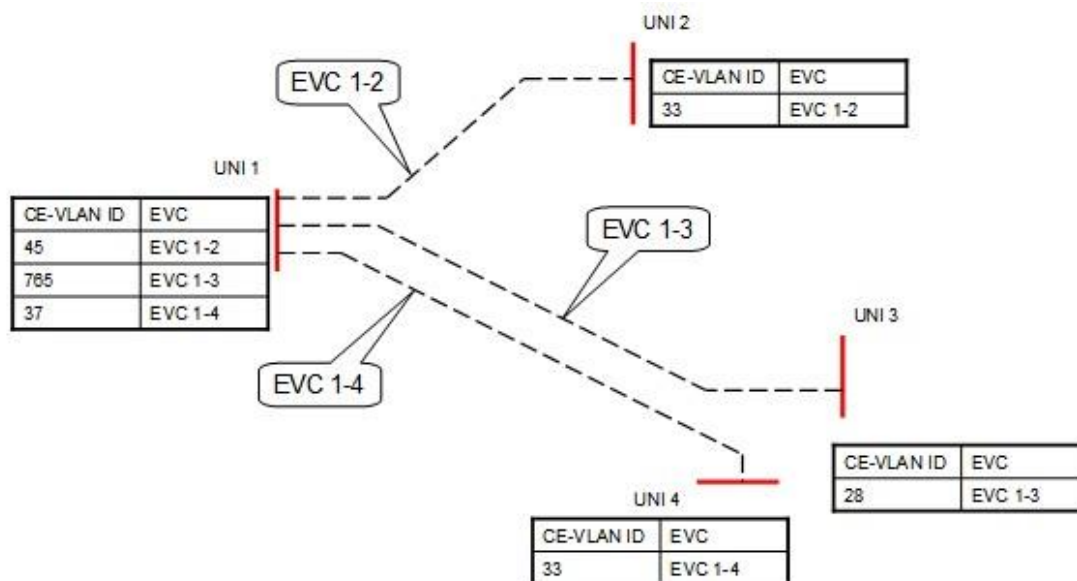 UNI 2
CE-VLAN ID EVC
33 EVC 1-2
EVC 1-2
UNI 1
CE-VLAN ID EVC
45 EVC 1-2
765 EVC 1-3
37 EVC 1-4
EVC 1-3
EVC 1-4
UNI 3
CE-VLAN ID EVC
28 EVC 1-3
UNI 4
CE-VLAN ID EVC
33 EVC 1-4